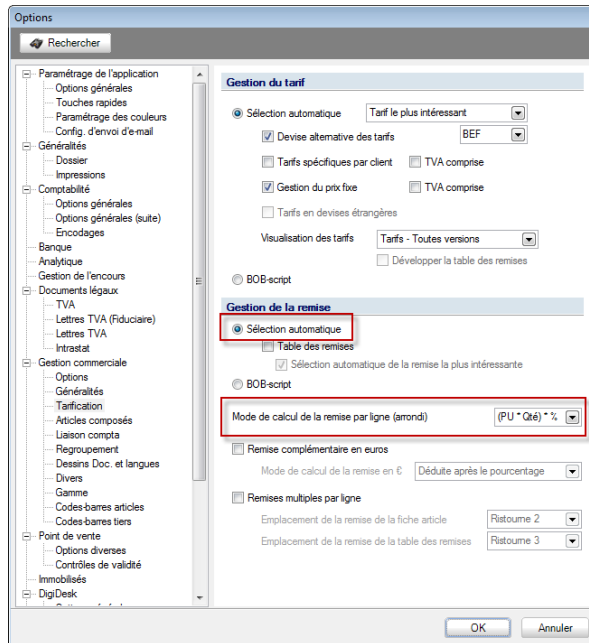 Options
Rechercher
Paramétrage de l'application
Options générales
Touches rapides
Paramétrage des couleurs
Config. d'envoi d'e-mail
Généralités
Dossier
Impressions
Comptabilité
Options générales
Options générales (suite)
Encodages
Banque
Analytique
Gestion de l'encours
Documents légaux
TVA
Lettres TVA (Fiduciaire)
Lettres TVA
Intrastat
Gestion commerciale
Options
Généralités
Tarification
Articles composés
Liaison compta
Regroupement
Dessins Doc. et langues
Divers
Gamme
Codes-barres articles
Codes-barres tiers
Point de vente
Options diverses
Contrôles de validité
Immobilisés
DigiDesk
Gestion du tarif
Sélection automatique Tarif le plus intéressant
Devise alternative des tarifs BEF
Tarifs spécifiques par client TVA comprise
Gestion du prix fixe TVA comprise
Tarifs en devises étrangères
Visualisation des tarifs Tarifs - Toutes versions
Développer la table des remises
BOB-script
Gestion de la remise
Sélection automatique
Table des remises
Sélection automatique de la remise la plus intéressante
BOB-script
Mode de calcul de la remise par ligne (arrondi) (PU * Qté) * %
Remise complémentaire en euros
Mode de calcul de la remise en € Déduite après le pourcentage
Remises multiples par ligne
Emplacement de la remise de la fiche article Ristourne 2
Emplacement de la remise de la table des remises Ristourne 3
OK Annuler